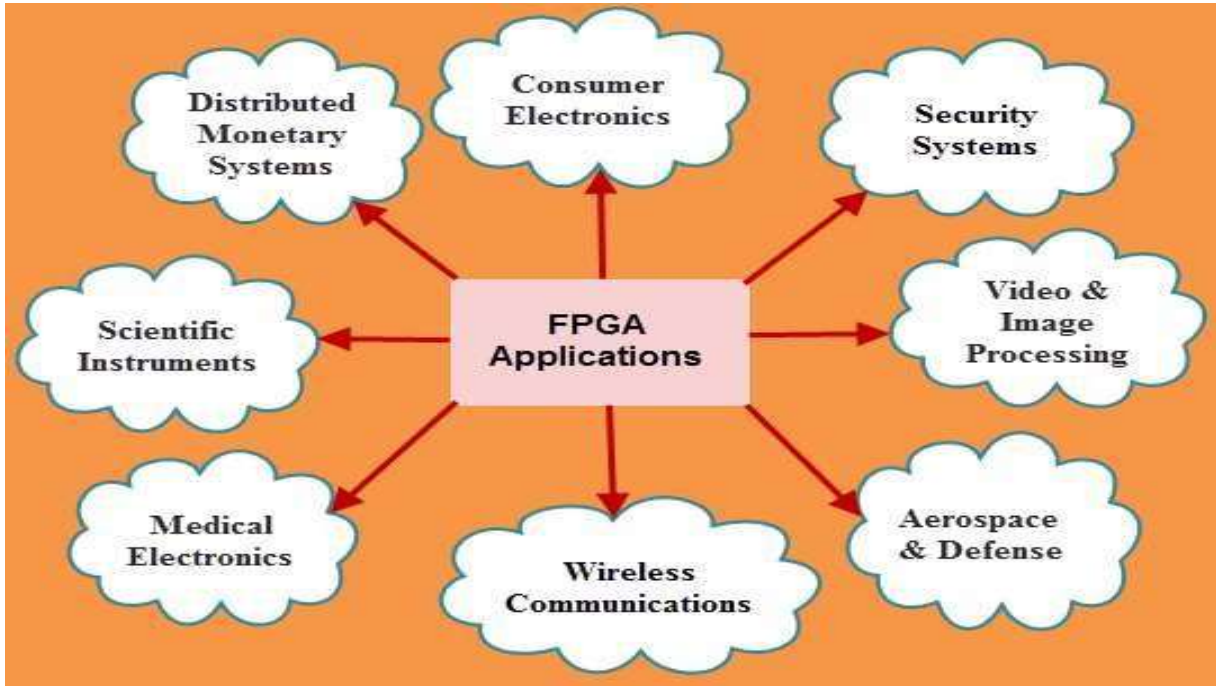 Distributed
Monetary
Systems
Consumer
Electronics
Security
Systems
Scientific
Instruments
FPGA
Applications
Video &
Image
Processing
Medical
Electronics
Wireless
Communications
Aerospace
& Defense